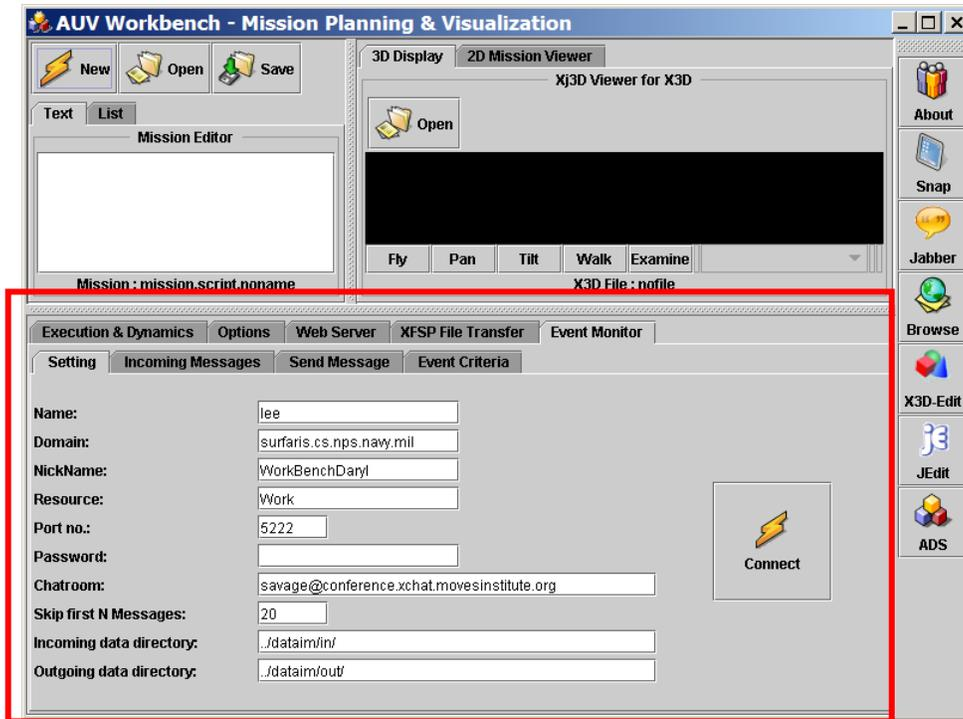 AUV Workbench - Mission Planning & Visualization
New Open Save
Text List
Mission Editor
Mission : mission.script.noname
3D Display 2D Mission Viewer
Xj3D Viewer for X3D
Open
Fly Pan Tilt Walk Examine
X3D File : nofile
About
Snap
Jabber
Browse
X3D-Edit
jE
JEdit
ADS
Execution & Dynamics Options Web Server XFSP File Transfer Event Monitor
Setting Incoming Messages Send Message Event Criteria
Name: lee
Domain: surfaris.cs.nps.navy.mil
NickName: WorkBenchDaryl
Resource: Work
Port no.: 5222
Password:
Chatroom: savage@conference.xchat.movesinstitute.org
Skip first N Messages: 20
Incoming data directory: ../dataim/in/
Outgoing data directory: ../dataim/out/
Connect